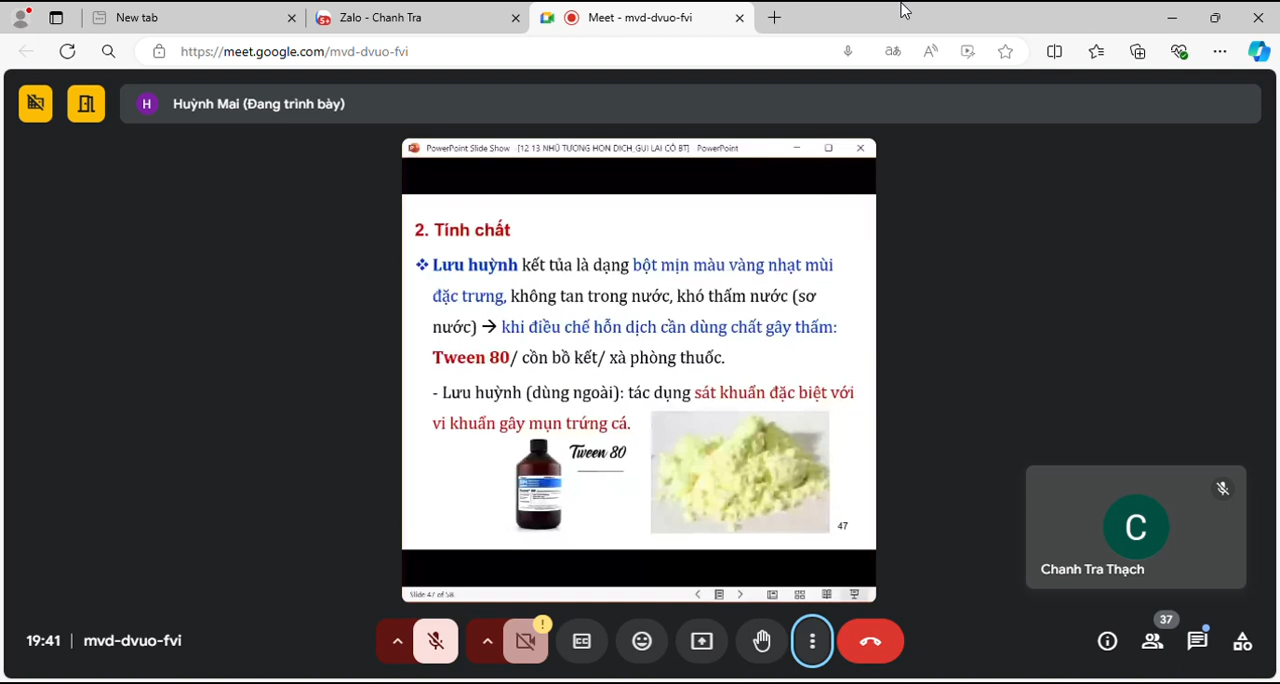 New tab
Zalo - Chanh Tra
Meet - mvd-dvuo-fvi
https://meet.google.com/mvd-dvuo-fvi
H
Huỳnh Mai (Đang trình bày)
PowerPoint Slide Show - [12 13 NHŨ TƯƠNG HỖN DỊCH_GỬI LẠI CÓ BT] - PowerPoint
2. Tính chất
❖ Lưu huỳnh kết tủa là dạng bột mịn màu vàng nhạt mùi
đặc trưng, không tan trong nước, khó thấm nước (sơ
nước) → khi điều chế hỗn dịch cần dùng chất gây thấm:
Tween 80/ cồn bồ kết/ xà phòng thuốc.
- Lưu huỳnh (dùng ngoài): tác dụng sát khuẩn đặc biệt với
vi khuẩn gây mụn trứng cá.
Tween 80
47
Slide 47 of 58
C
Chanh Tra Thạch
19:41 | mvd-dvuo-fvi
37